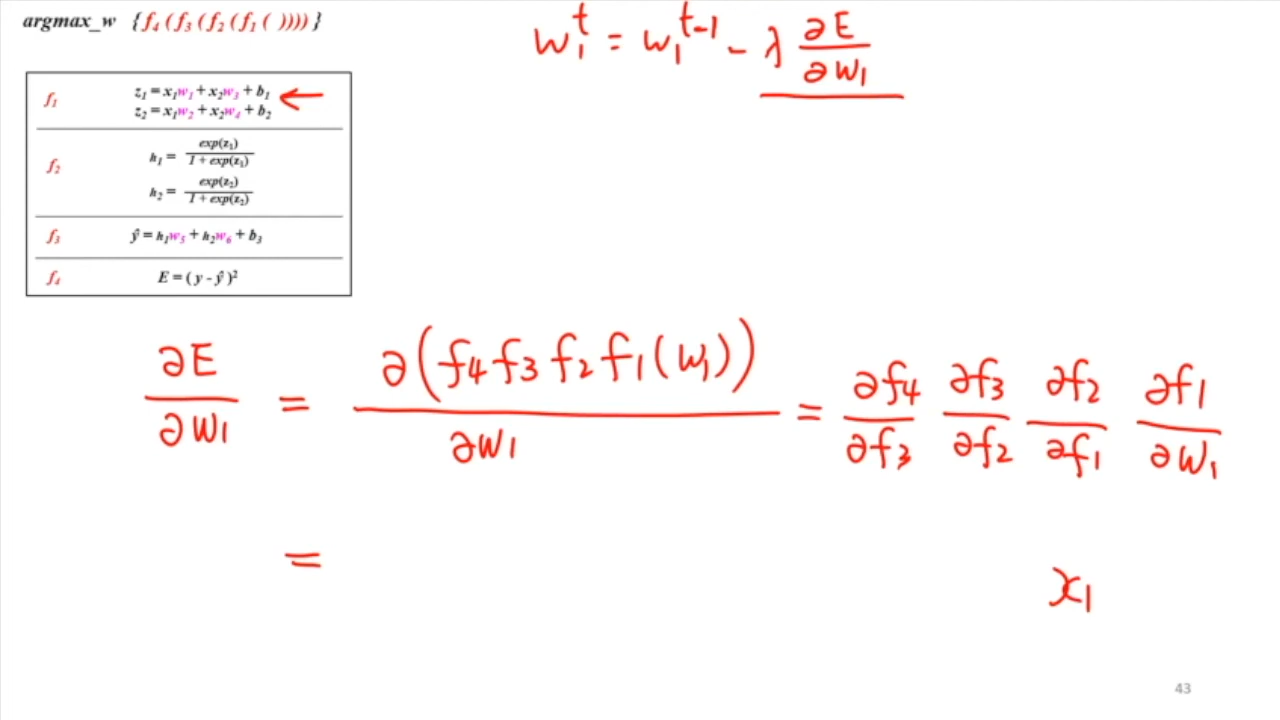 argmax_w { f₄ ( f₃ ( f₂ ( f₁ ( )))) }
w₁ᵗ = w₁ᵗ⁻¹ - λ ∂E/∂w₁
f₁ z₁ = x₁w₁ + x₂w₃ + b₁
z₂ = x₁w₂ + x₂w₄ + b₂
f₂ h₁ = exp(z₁) / 1 + exp(z₁)
h₂ = exp(z₂) / 1 + exp(z₂)
f₃ ŷ = h₁w₅ + h₂w₆ + b₃
f₄ E = ( y - ŷ )²
∂E/∂w₁ = ∂(f₄ f₃ f₂ f₁(w₁))/∂w₁ = ∂f₄/∂f₃ ∂f₃/∂f₂ ∂f₂/∂f₁ ∂f₁/∂w₁
= x₁
43